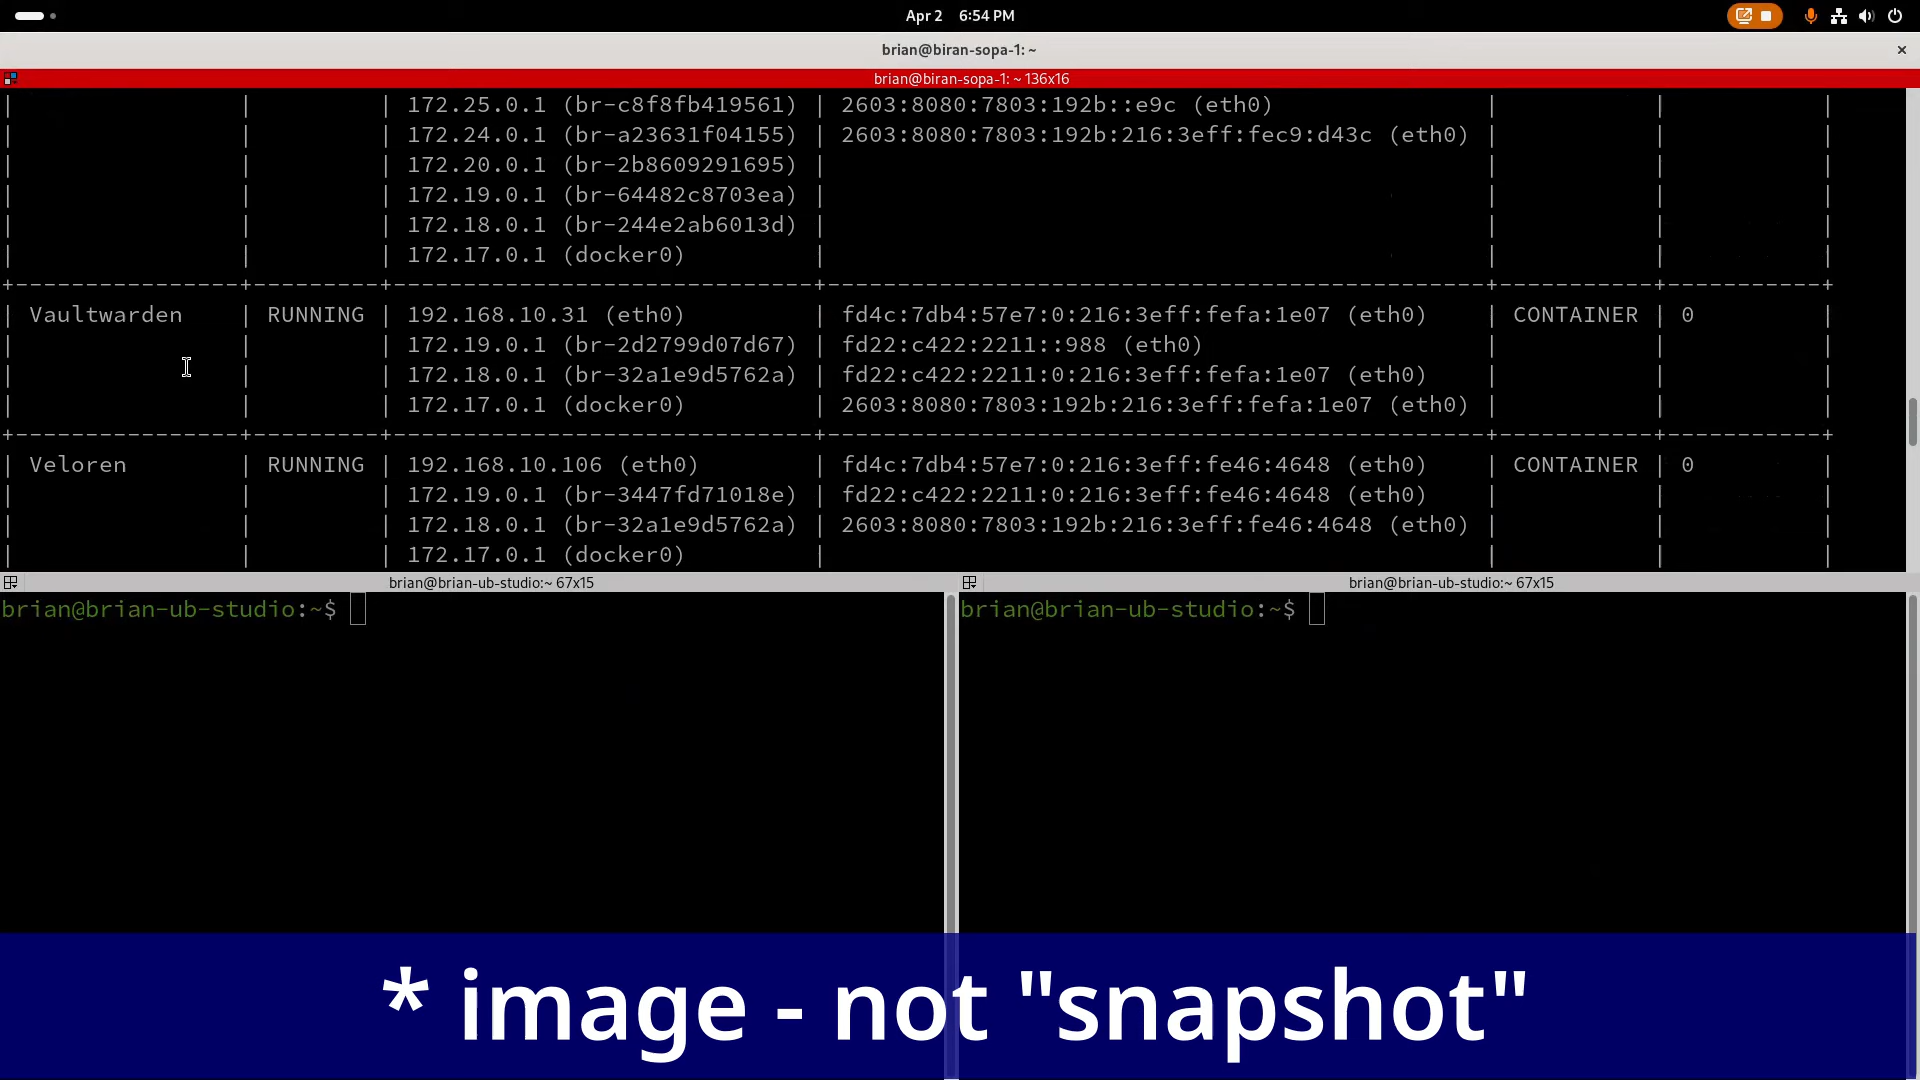 Apr 2 6:54 PM
brian@biran-sopa-1: ~
brian@biran-sopa-1: ~ 136x16
| | | 172.25.0.1 (br-c8f8fb419561) | 2603:8080:7803:192b::e9c (eth0) | | |
| | | 172.24.0.1 (br-a23631f04155) | 2603:8080:7803:192b:216:3eff:fec9:d43c (eth0) | | |
| | | 172.20.0.1 (br-2b8609291695) | | | |
| | | 172.19.0.1 (br-64482c8703ea) | | | |
| | | 172.18.0.1 (br-244e2ab6013d) | | | |
| | | 172.17.0.1 (docker0) | | | |
| Vaultwarden | RUNNING | 192.168.10.31 (eth0) | fd4c:7db4:57e7:0:216:3eff:fefa:1e07 (eth0) | CONTAINER | 0 |
| | | 172.19.0.1 (br-2d2799d07d67) | fd22:c422:2211::988 (eth0) | | |
| | | 172.18.0.1 (br-32a1e9d5762a) | fd22:c422:2211:0:216:3eff:fefa:1e07 (eth0) | | |
| | | 172.17.0.1 (docker0) | 2603:8080:7803:192b:216:3eff:fefa:1e07 (eth0) | | |
| Veloren | RUNNING | 192.168.10.106 (eth0) | fd4c:7db4:57e7:0:216:3eff:fe46:4648 (eth0) | CONTAINER | 0 |
| | | 172.19.0.1 (br-3447fd71018e) | fd22:c422:2211:0:216:3eff:fe46:4648 (eth0) | | |
| | | 172.18.0.1 (br-32a1e9d5762a) | 2603:8080:7803:192b:216:3eff:fe46:4648 (eth0) | | |
| | | 172.17.0.1 (docker0) | | | |
brian@brian-ub-studio:~ 67x15
brian@brian-ub-studio:~$
brian@brian-ub-studio:~ 67x15
brian@brian-ub-studio:~$
* image - not "snapshot"